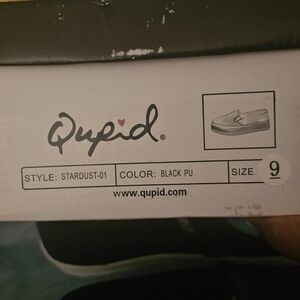 Qupid®
STYLE: STARDUST-01 COLOR: BLACK PU SIZE 9
www.qupid.com